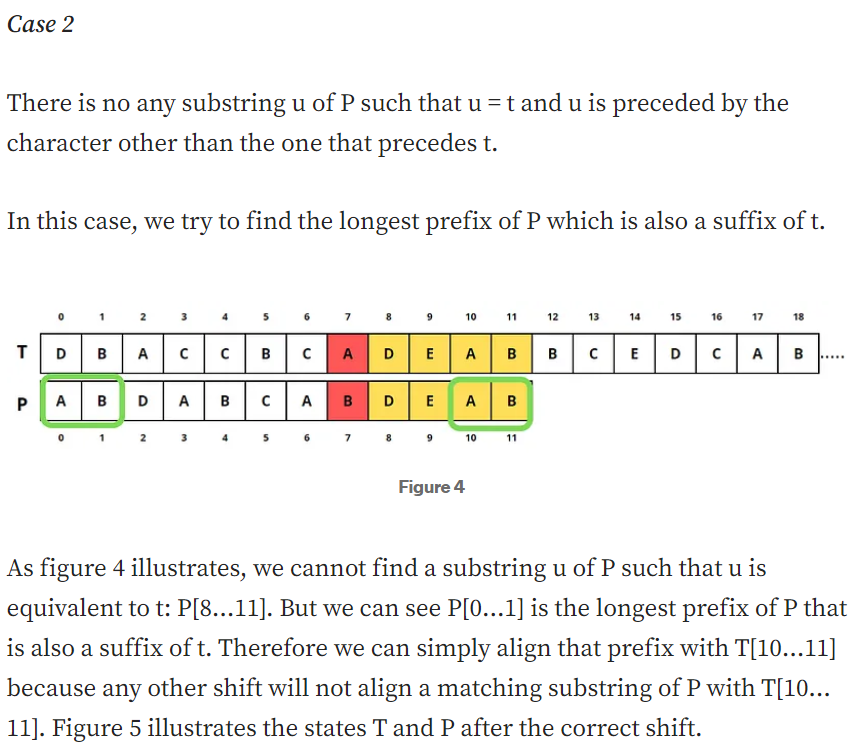 Case 2
There is no any substring u of P such that u = t and u is preceded by the
character other than the one that precedes t.
In this case, we try to find the longest prefix of P which is also a suffix of t.
0 1 2 3 4 5 6 7 8 9 10 11 12 13 14 15 16 17 18
T D B A C C B C A D E A B B C E D C A B .....
P A B D A B C A B D E A B
0 1 2 3 4 5 6 7 8 9 10 11
Figure 4
As figure 4 illustrates, we cannot find a substring u of P such that u is
equivalent to t: P[8...11]. But we can see P[0...1] is the longest prefix of P that
is also a suffix of t. Therefore we can simply align that prefix with T[10...11]
because any other shift will not align a matching substring of P with T[10...
11]. Figure 5 illustrates the states T and P after the correct shift.